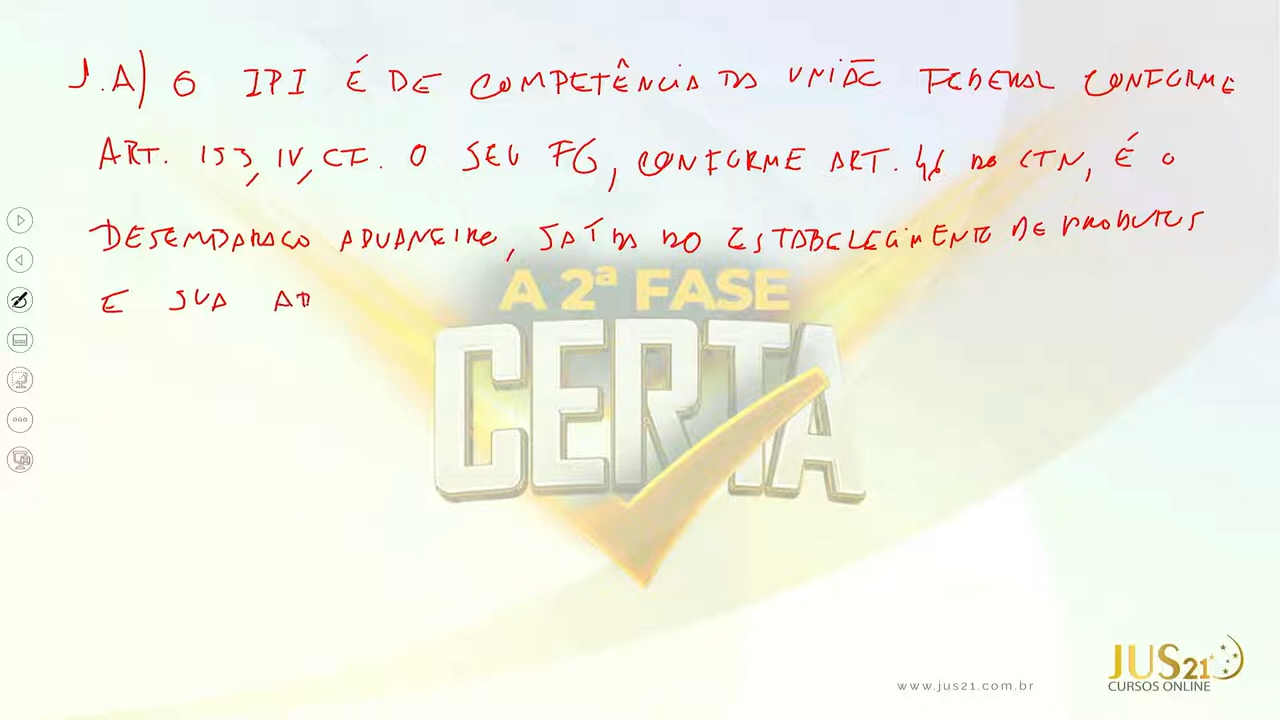 1.A) O IPI É DE COMPETÊNCIA DA UNIÃO FEDERAL CONFORME
ART. 153, IV, CF. O SEU FG, CONFORME ART. 46 DO CTN, É O
DESEMBARAÇO ADUANEIRO, SAÍDA DO ESTABELECIMENTO DE PRODUTOS
E SUA
A 2ª FASE
CERTA
JUS21
CURSOS ONLINE
www.jus21.com.br